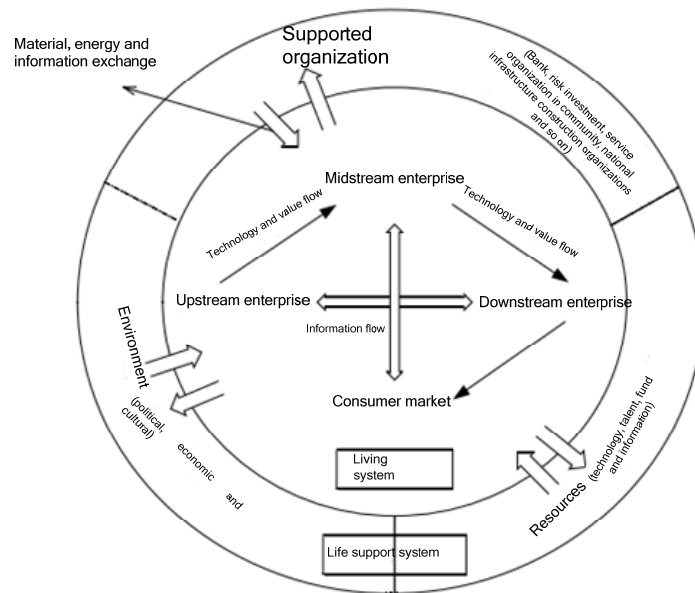 Material, energy and
information exchange
Supported
organization
(Bank, risk investment, service
organization in community, national
infrastructure construction organizations
and so on)
Midstream enterprise
Technology and value flow
Technology and value flow
Upstream enterprise
Downstream enterprise
Information flow
Environment
(political,
cultural)
economic
and
Consumer market
Living
system
Resources
(technology, talent, fund
and information)
Life support system